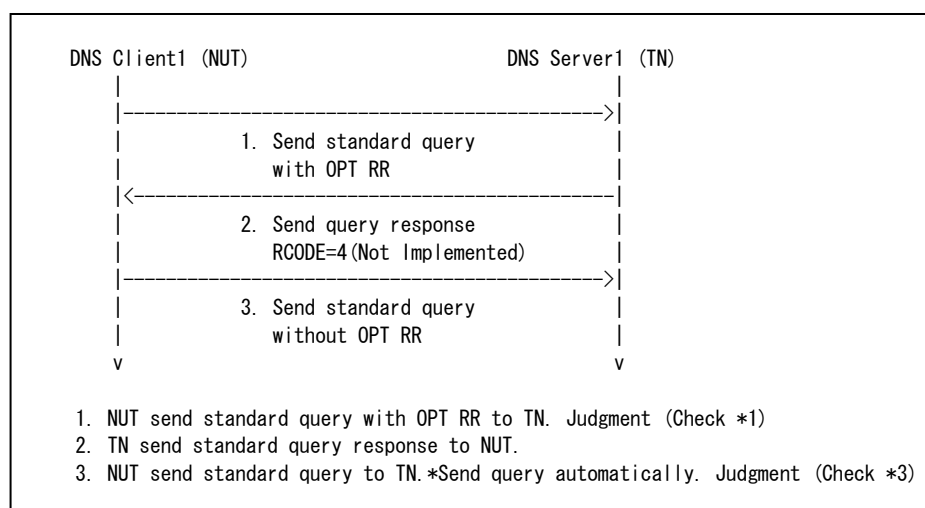 DNS Client1 (NUT)                    DNS Server1 (TN)
|                                              |
|--------------------------------------------->|
|           1. Send standard query             |
|              with OPT RR                     |
|<---------------------------------------------|
|           2. Send query response             |
|              RCODE=4(Not Implemented)        |
|--------------------------------------------->|
|           3. Send standard query             |
|              without OPT RR                  |
v                                              v
1. NUT send standard query with OPT RR to TN. Judgment (Check *1)
2. TN send standard query response to NUT.
3. NUT send standard query to TN.*Send query automatically. Judgment (Check *3)